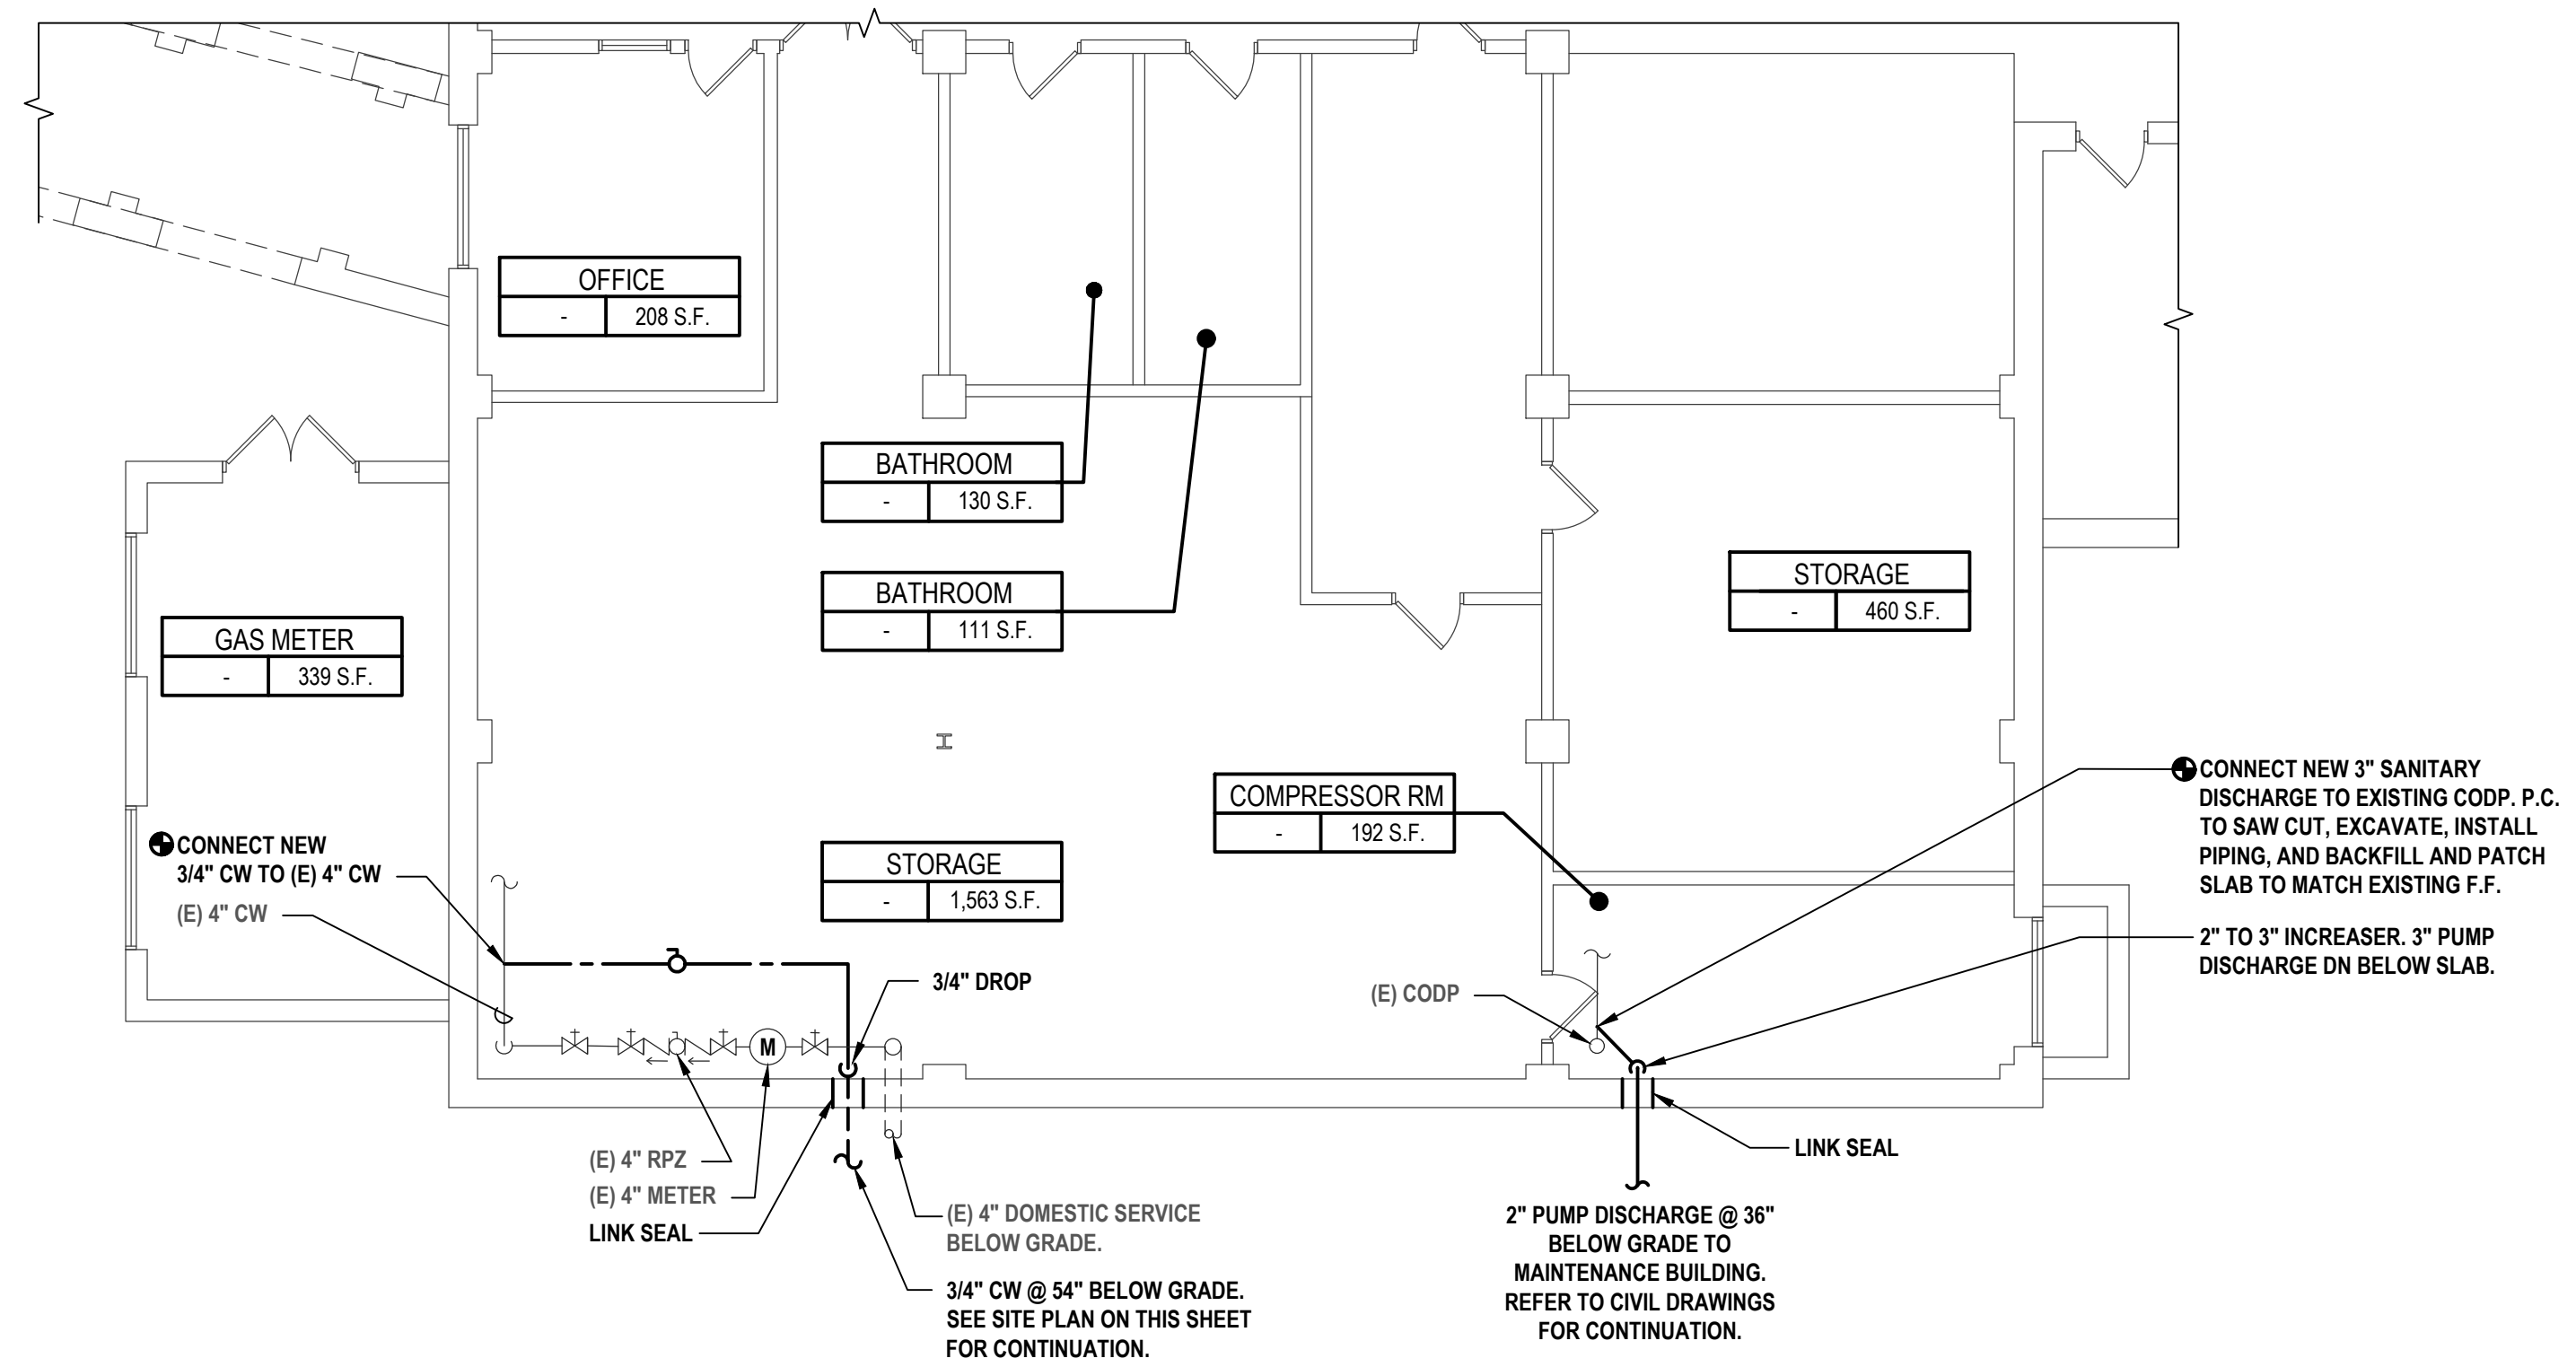 OFFICE
- 208 S.F.
BATHROOM
- 130 S.F.
BATHROOM
- 111 S.F.
STORAGE
- 460 S.F.
GAS METER
- 339 S.F.
COMPRESSOR RM
- 192 S.F.
STORAGE
- 1,563 S.F.
CONNECT NEW
3/4" CW TO (E) 4" CW
(E) 4" CW
3/4" DROP
M
(E) 4" RPZ
(E) 4" METER
LINK SEAL
(E) 4" DOMESTIC SERVICE
BELOW GRADE.
3/4" CW @ 54" BELOW GRADE.
SEE SITE PLAN ON THIS SHEET
FOR CONTINUATION.
(E) CODP
CONNECT NEW 3" SANITARY
DISCHARGE TO EXISTING CODP. P.C.
TO SAW CUT, EXCAVATE, INSTALL
PIPING, AND BACKFILL AND PATCH
SLAB TO MATCH EXISTING F.F.
2" TO 3" INCREASER. 3" PUMP
DISCHARGE DN BELOW SLAB.
LINK SEAL
2" PUMP DISCHARGE @ 36"
BELOW GRADE TO
MAINTENANCE BUILDING.
REFER TO CIVIL DRAWINGS
FOR CONTINUATION.